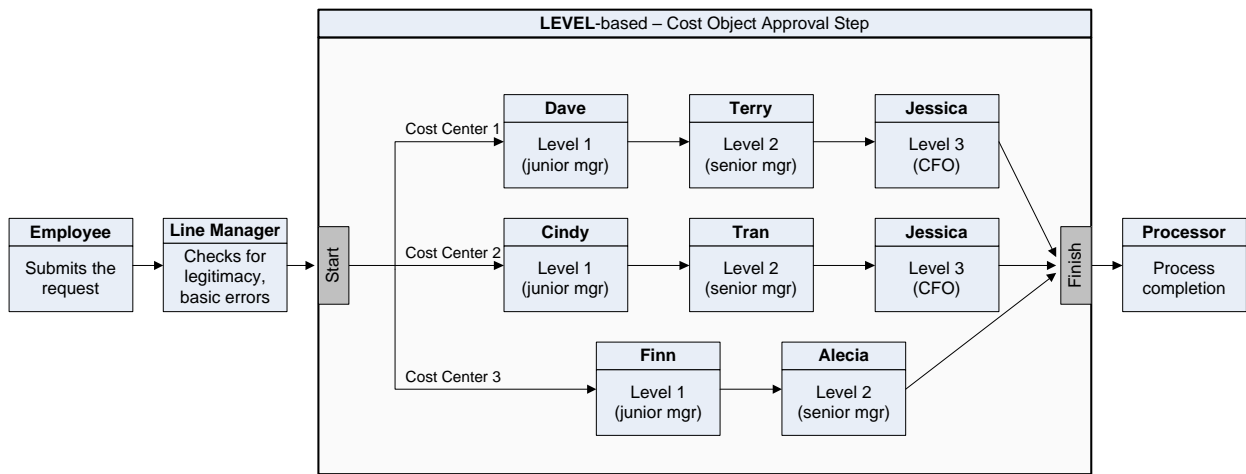 LEVEL-based – Cost Object Approval Step
Employee
Submits the
request
Line Manager
Checks for
legitimacy,
basic errors
Start
Cost Center 1
Dave
Level 1
(junior mgr)
Terry
Level 2
(senior mgr)
Jessica
Level 3
(CFO)
Cost Center 2
Cindy
Level 1
(junior mgr)
Tran
Level 2
(senior mgr)
Jessica
Level 3
(CFO)
Cost Center 3
Finn
Level 1
(junior mgr)
Alecia
Level 2
(senior mgr)
Finish
Processor
Process
completion